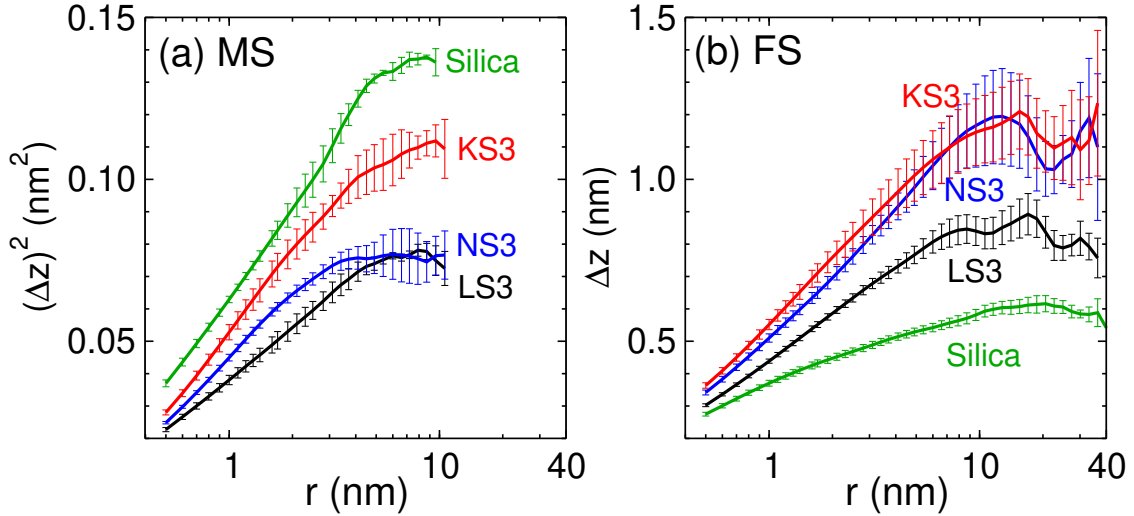 (a) MS
Silica
KS3
NS3
LS3
0.15
0.10
0.05
(Δz)² (nm²)
1
10
40
r (nm)
(b) FS
KS3
NS3
LS3
Silica
1.5
1.0
0.5
Δz (nm)
1
10
40
r (nm)